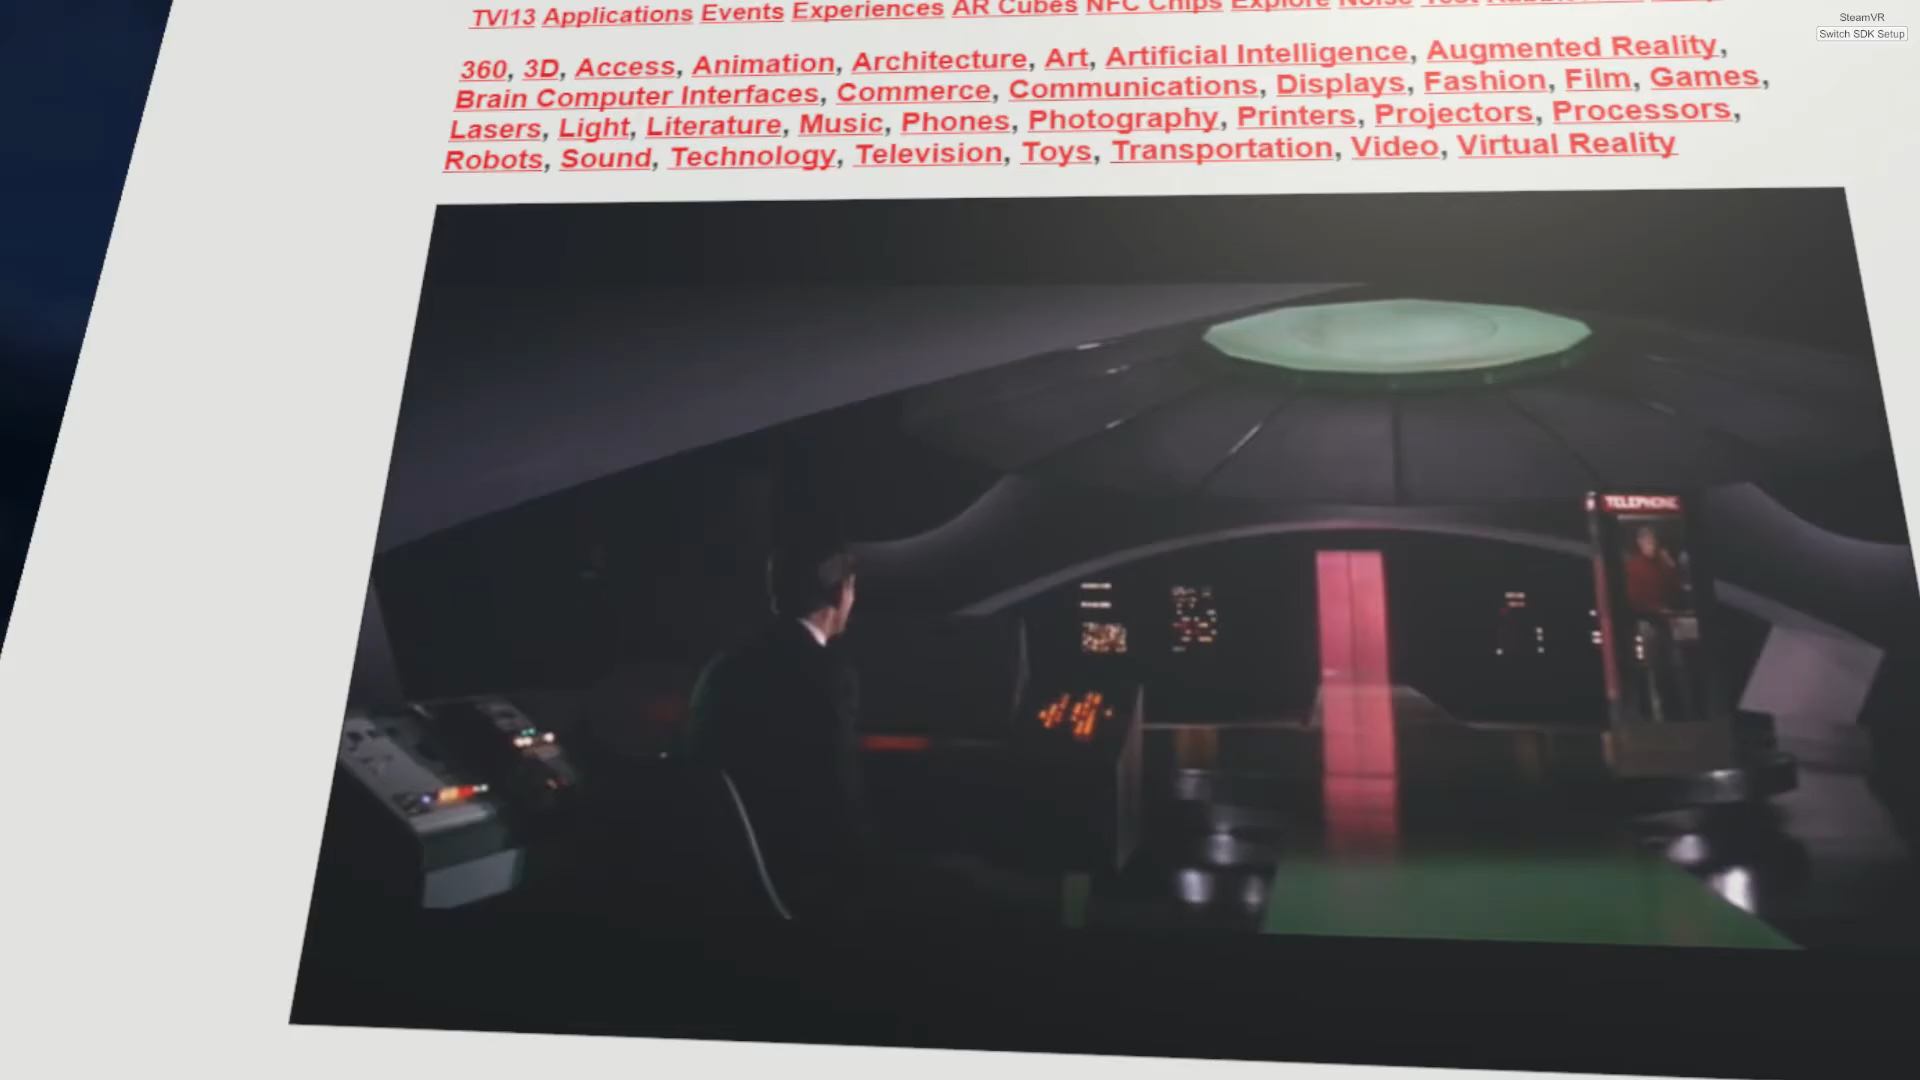 SteamVR
Switch SDK Setup
TVI13 Applications Events Experiences AR Cubes NFC Chips Explore Noise
360, 3D, Access, Animation, Architecture, Art, Artificial Intelligence, Augmented Reality,
Brain Computer Interfaces, Commerce, Communications, Displays, Fashion, Film, Games,
Lasers, Light, Literature, Music, Phones, Photography, Printers, Projectors, Processors,
Robots, Sound, Technology, Television, Toys, Transportation, Video, Virtual Reality
TELEPHONE